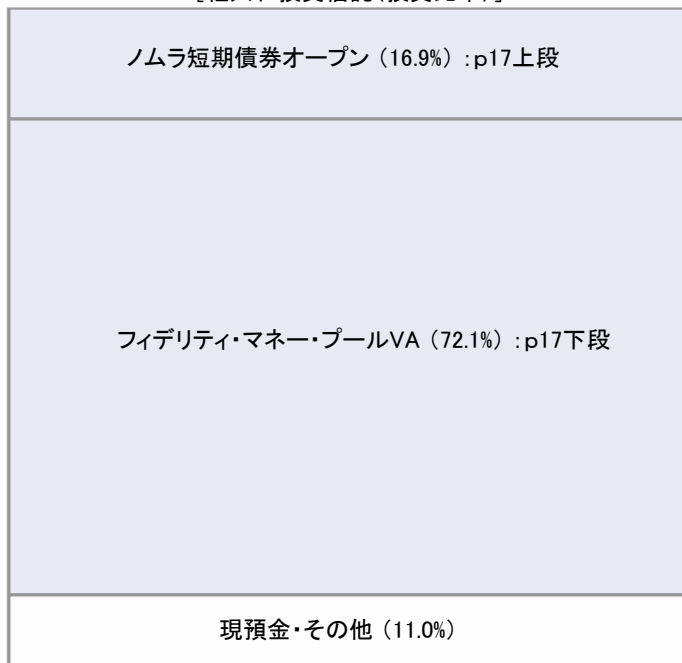 ノムラ短期債券オープン（16.9%）:p17上段
フィデリティ・マネー・プールVA（72.1%）:p17下段
現預金・その他（11.0%）